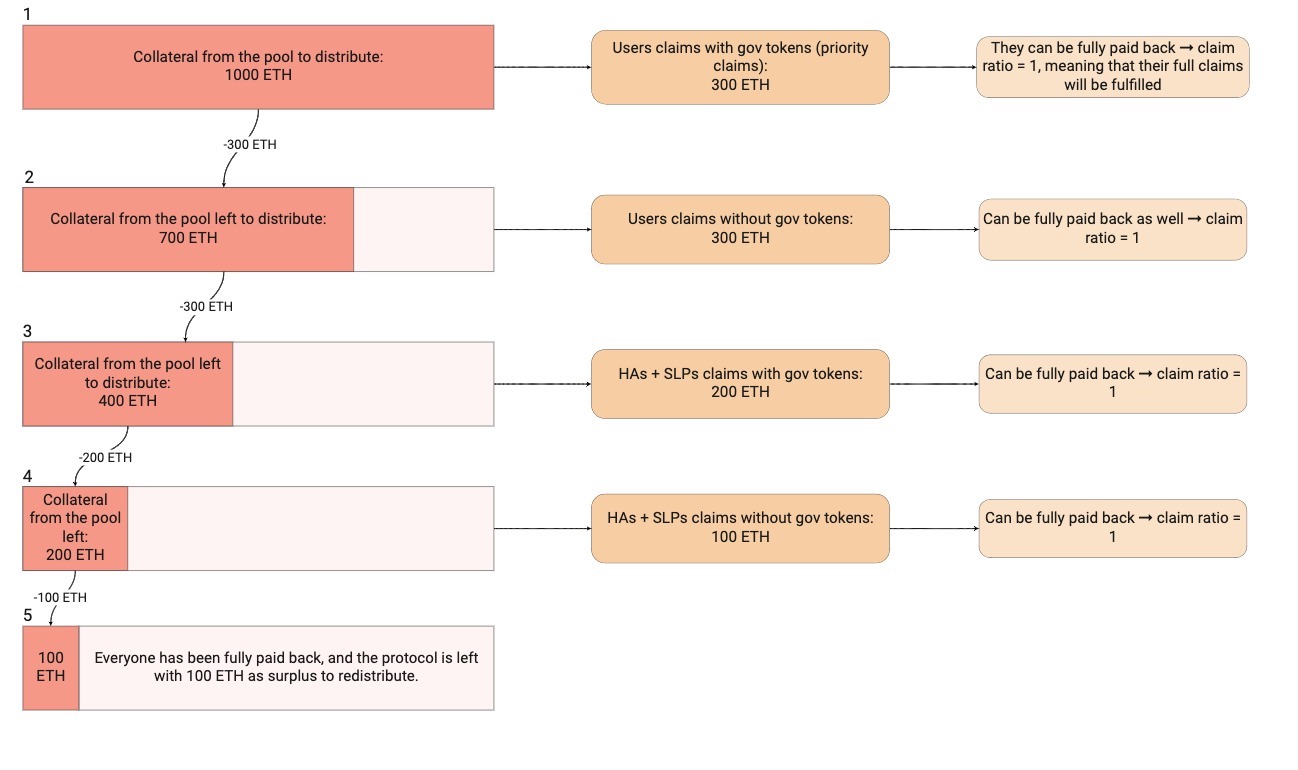 1
Collateral from the pool to distribute:
1000 ETH
Users claims with gov tokens (priority
claims):
300 ETH
They can be fully paid back → claim
ratio = 1, meaning that their full claims
will be fulfilled
-300 ETH
2
Collateral from the pool left to distribute:
700 ETH
Users claims without gov tokens:
300 ETH
Can be fully paid back as well → claim
ratio = 1
-300 ETH
3
Collateral from the pool left
to distribute:
400 ETH
HAs + SLPs claims with gov tokens:
200 ETH
Can be fully paid back → claim ratio =
1
-200 ETH
4
Collateral
from the pool
left:
200 ETH
HAs + SLPs claims without gov tokens:
100 ETH
Can be fully paid back → claim ratio =
1
-100 ETH
5
100
ETH
Everyone has been fully paid back, and the protocol is left
with 100 ETH as surplus to redistribute.